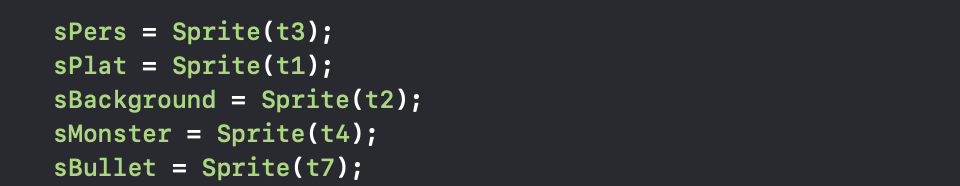 sPers = Sprite(t3);
sPlat = Sprite(t1);
sBackground = Sprite(t2);
sMonster = Sprite(t4);
sBullet = Sprite(t7);